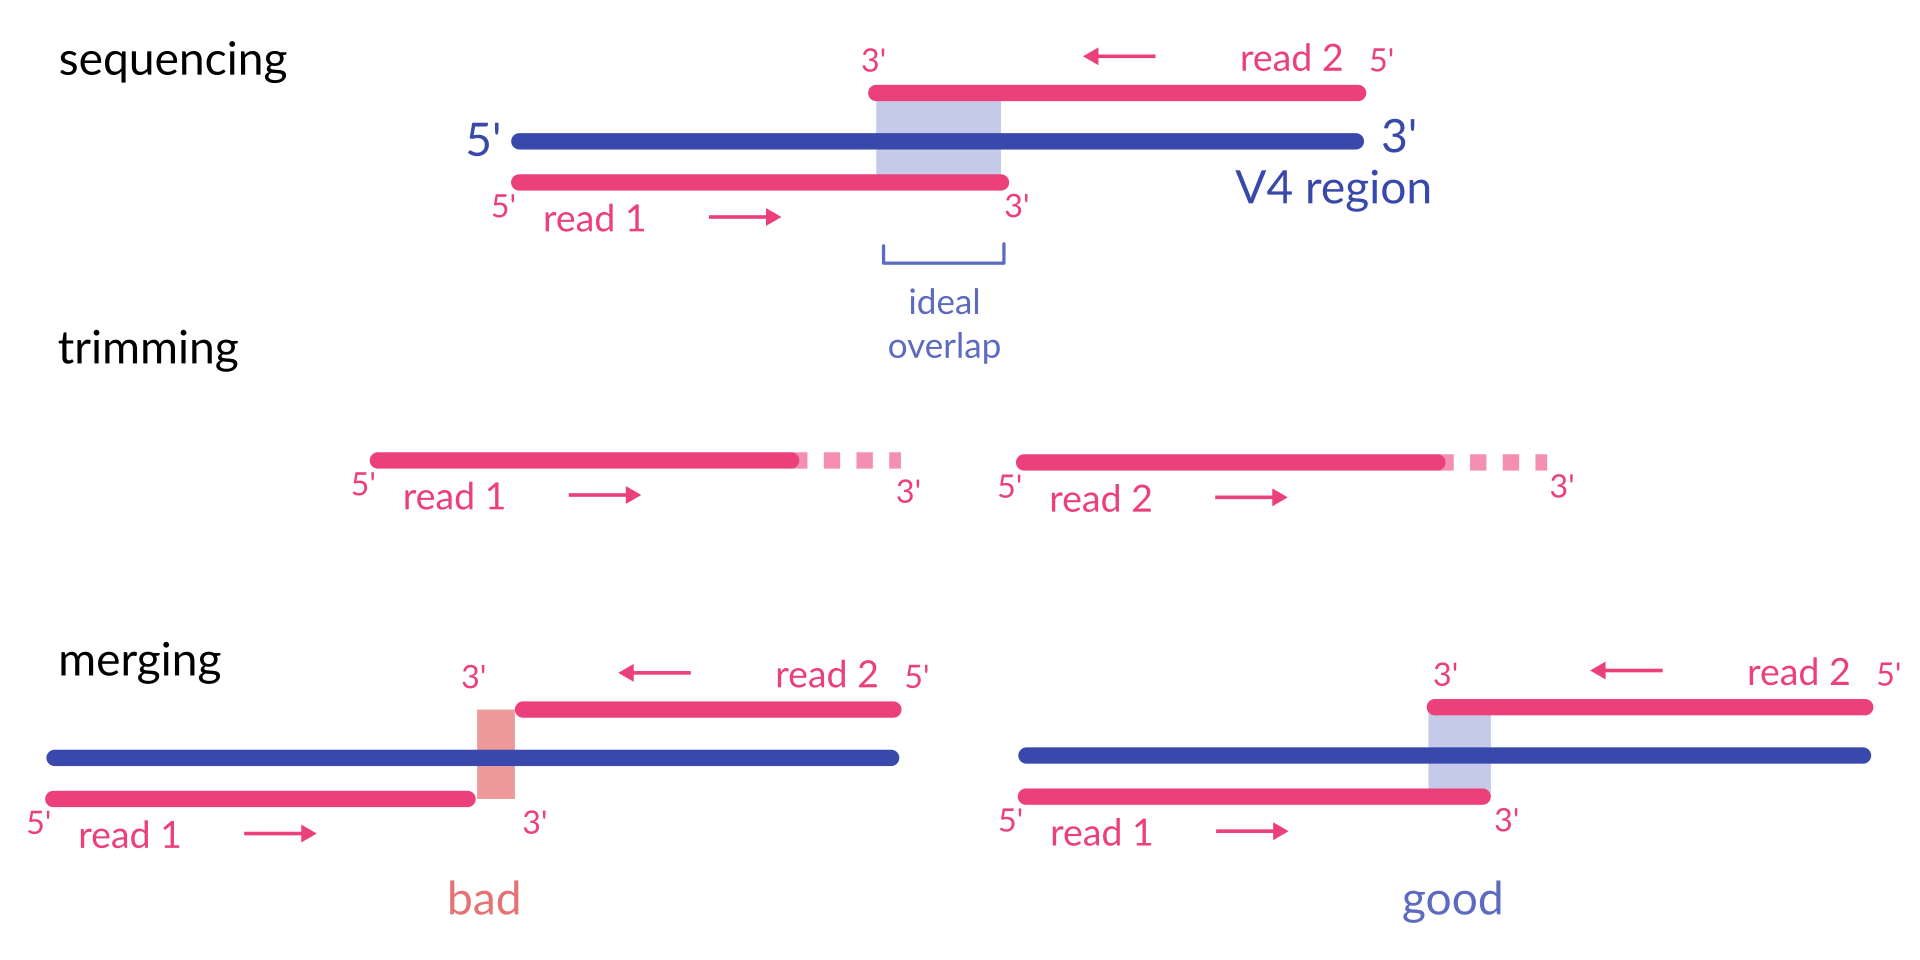 sequencing
3' read 2 5'
5' 3'
V4 region
5' read 1 3'
ideal
overlap
trimming
5' read 1 3'
5' read 2 3'
merging
3' read 2 5'
5' read 1 3'
bad
3' read 2 5'
5' read 1 3'
good